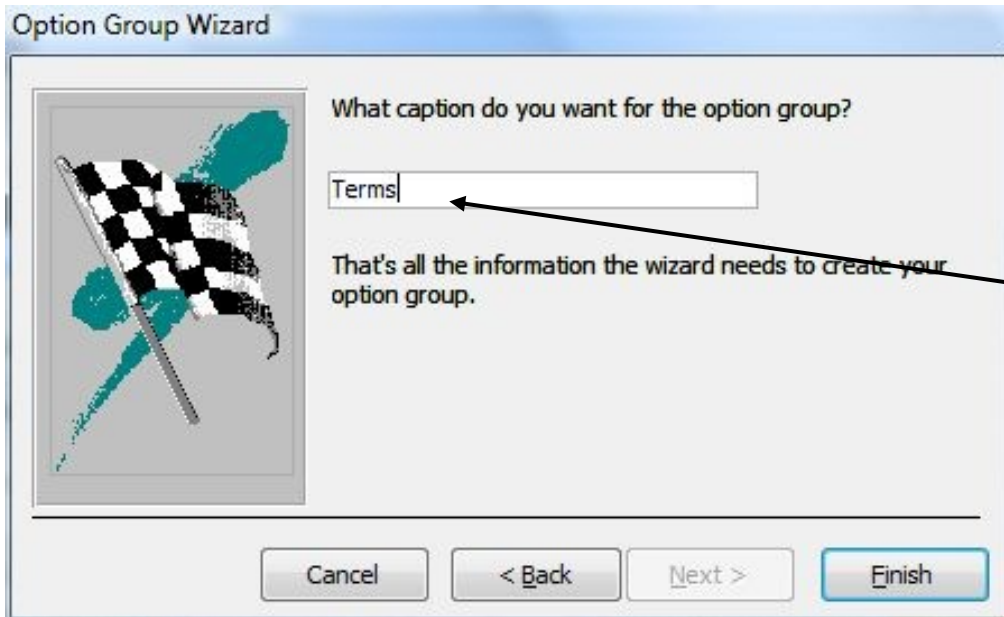 Option Group Wizard
What caption do you want for the option group?
Terms
That's all the information the wizard needs to create your
option group.
Cancel
< Back
Next >
Finish